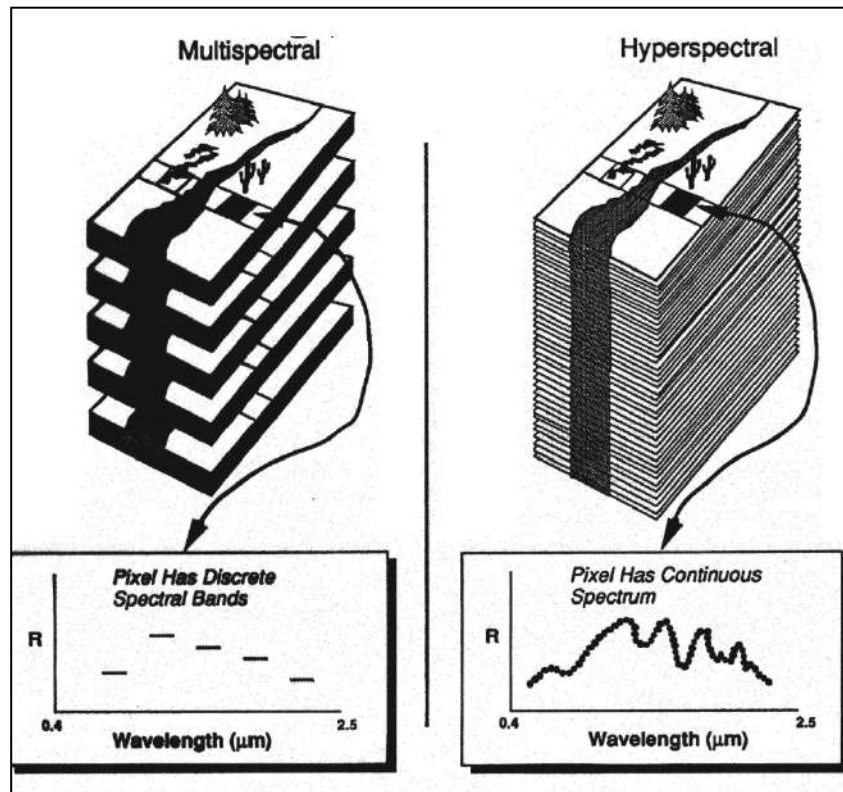 Multispectral
Hyperspectral
Pixel Has Discrete
Spectral Bands
R
0.4
2.5
Wavelength (μm)
Pixel Has Continuous
Spectrum
R
0.4
2.5
Wavelength (μm)